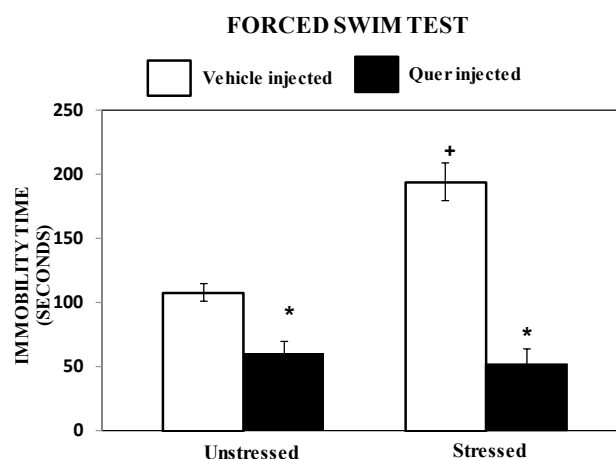 FORCED SWIM TEST
Vehicle injected
Quer injected
250
200
150
100
50
0
IMMOBILITY TIME
(SECONDS)
+
*
*
Unstressed
Stressed